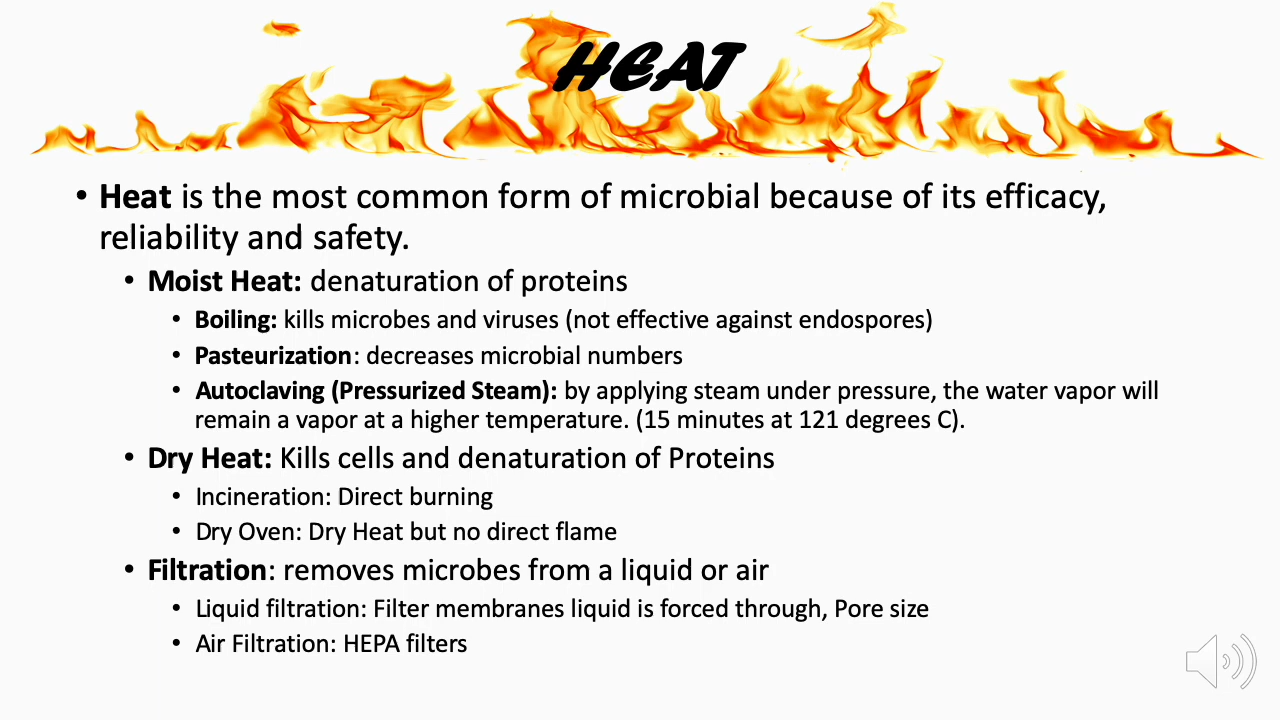 HEAT
• Heat is the most common form of microbial because of its efficacy,
reliability and safety.
• Moist Heat: denaturation of proteins
• Boiling: kills microbes and viruses (not effective against endospores)
• Pasteurization: decreases microbial numbers
• Autoclaving (Pressurized Steam): by applying steam under pressure, the water vapor will
remain a vapor at a higher temperature. (15 minutes at 121 degrees C).
• Dry Heat: Kills cells and denaturation of Proteins
• Incineration: Direct burning
• Dry Oven: Dry Heat but no direct flame
• Filtration: removes microbes from a liquid or air
• Liquid filtration: Filter membranes liquid is forced through, Pore size
• Air Filtration: HEPA filters